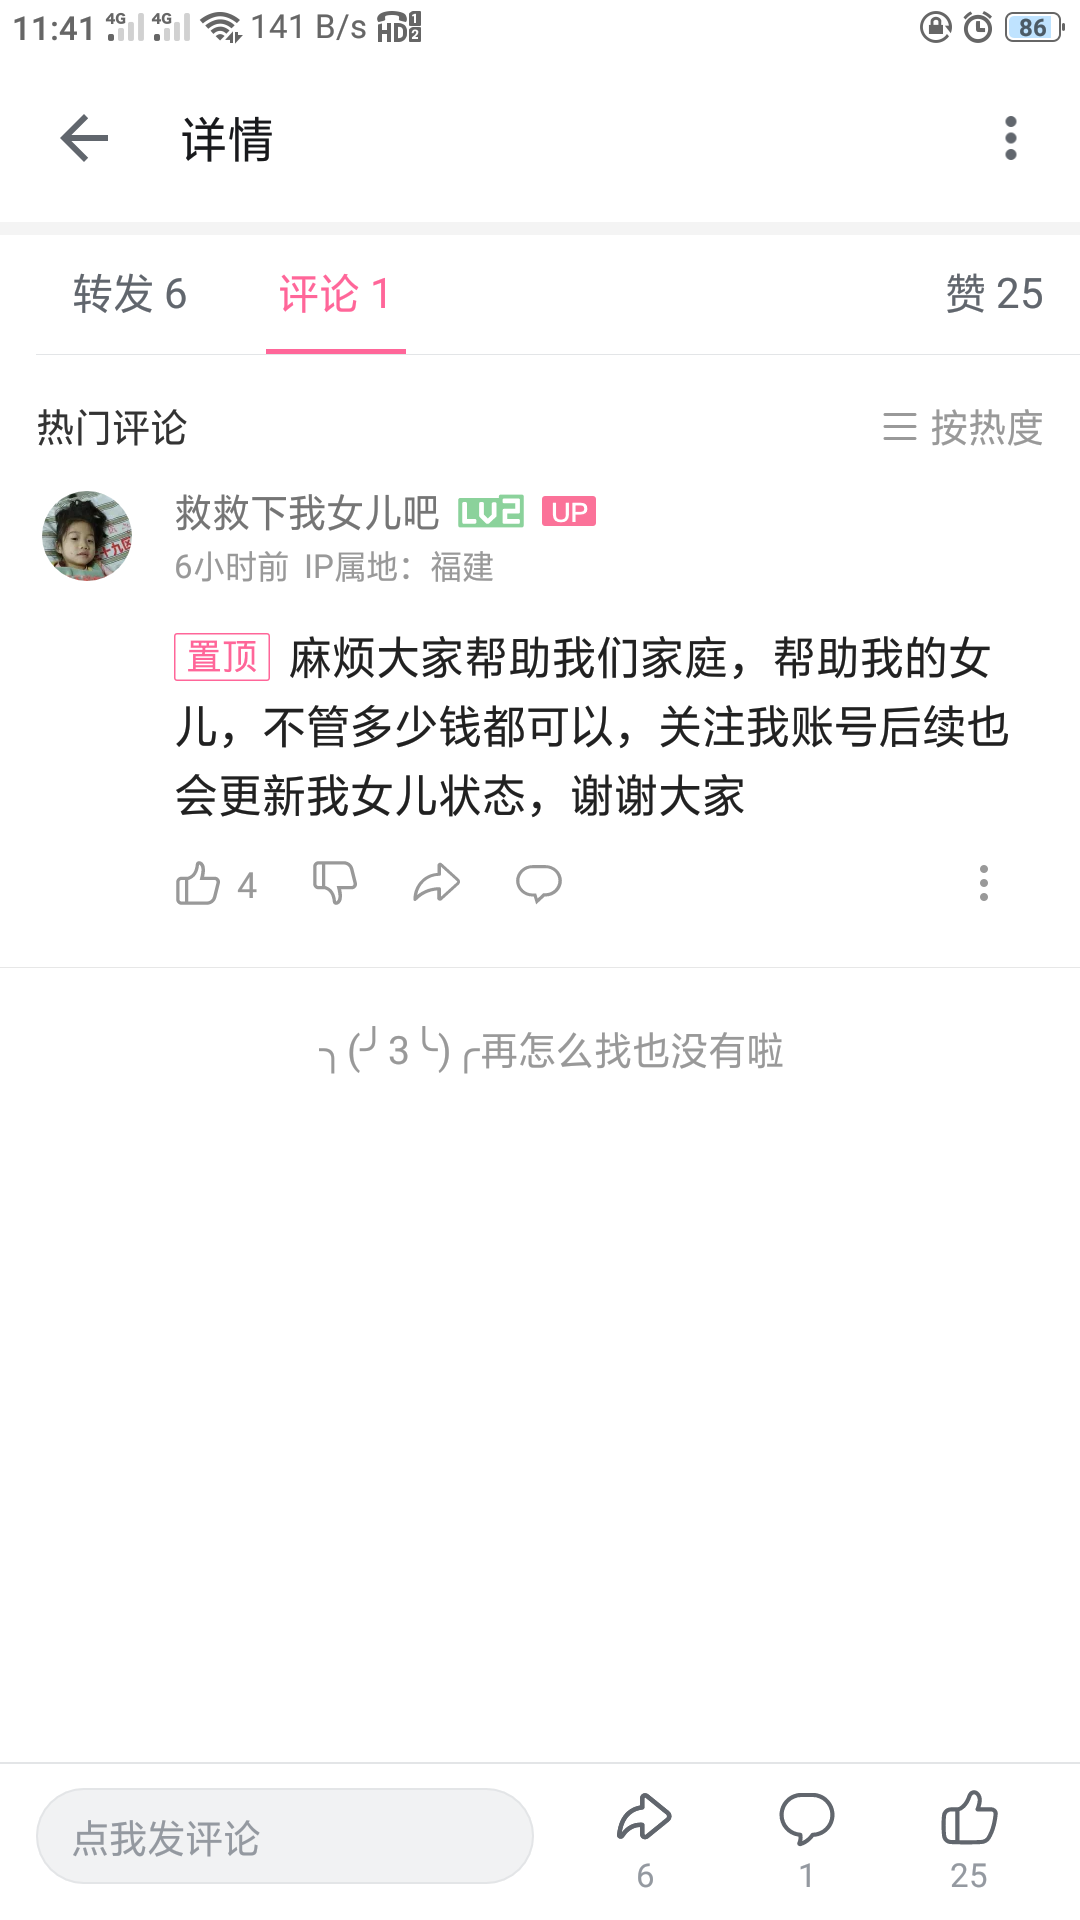 11:41 4G 4G 141 B/s HD 1 2 86
详情
转发 6 评论 1 赞 25
热门评论 按热度
救救下我女儿吧 LV2 UP
6小时前 IP属地：福建
置顶 麻烦大家帮助我们家庭，帮助我的女
儿，不管多少钱都可以，关注我账号后续也
会更新我女儿状态，谢谢大家
4
╮(╯3╰)╭再怎么找也没有啦
点我发评论
6 1 25